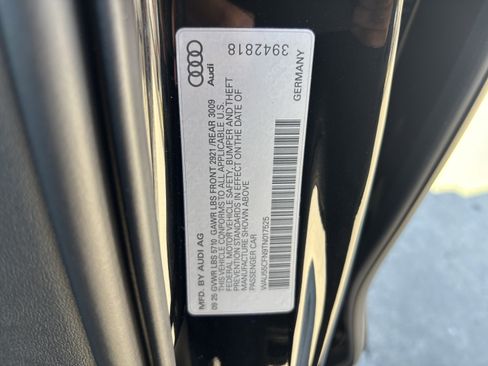 Audi
3942818
GERMANY
MFD. BY AUDI AG
09 25 GVWR LBS 5710 GAWR LBS FRONT 2921 /REAR 3009
THIS VEHICLE CONFORMS TO ALL APPLICABLE U.S.
FEDERAL MOTOR VEHICLE SAFETY, BUMPER AND THEFT
PREVENTION STANDARDS IN EFFECT ON THE DATE OF
MANUFACTURE SHOWN ABOVE
PASSENGER CAR
WAU55CFN9TN017525